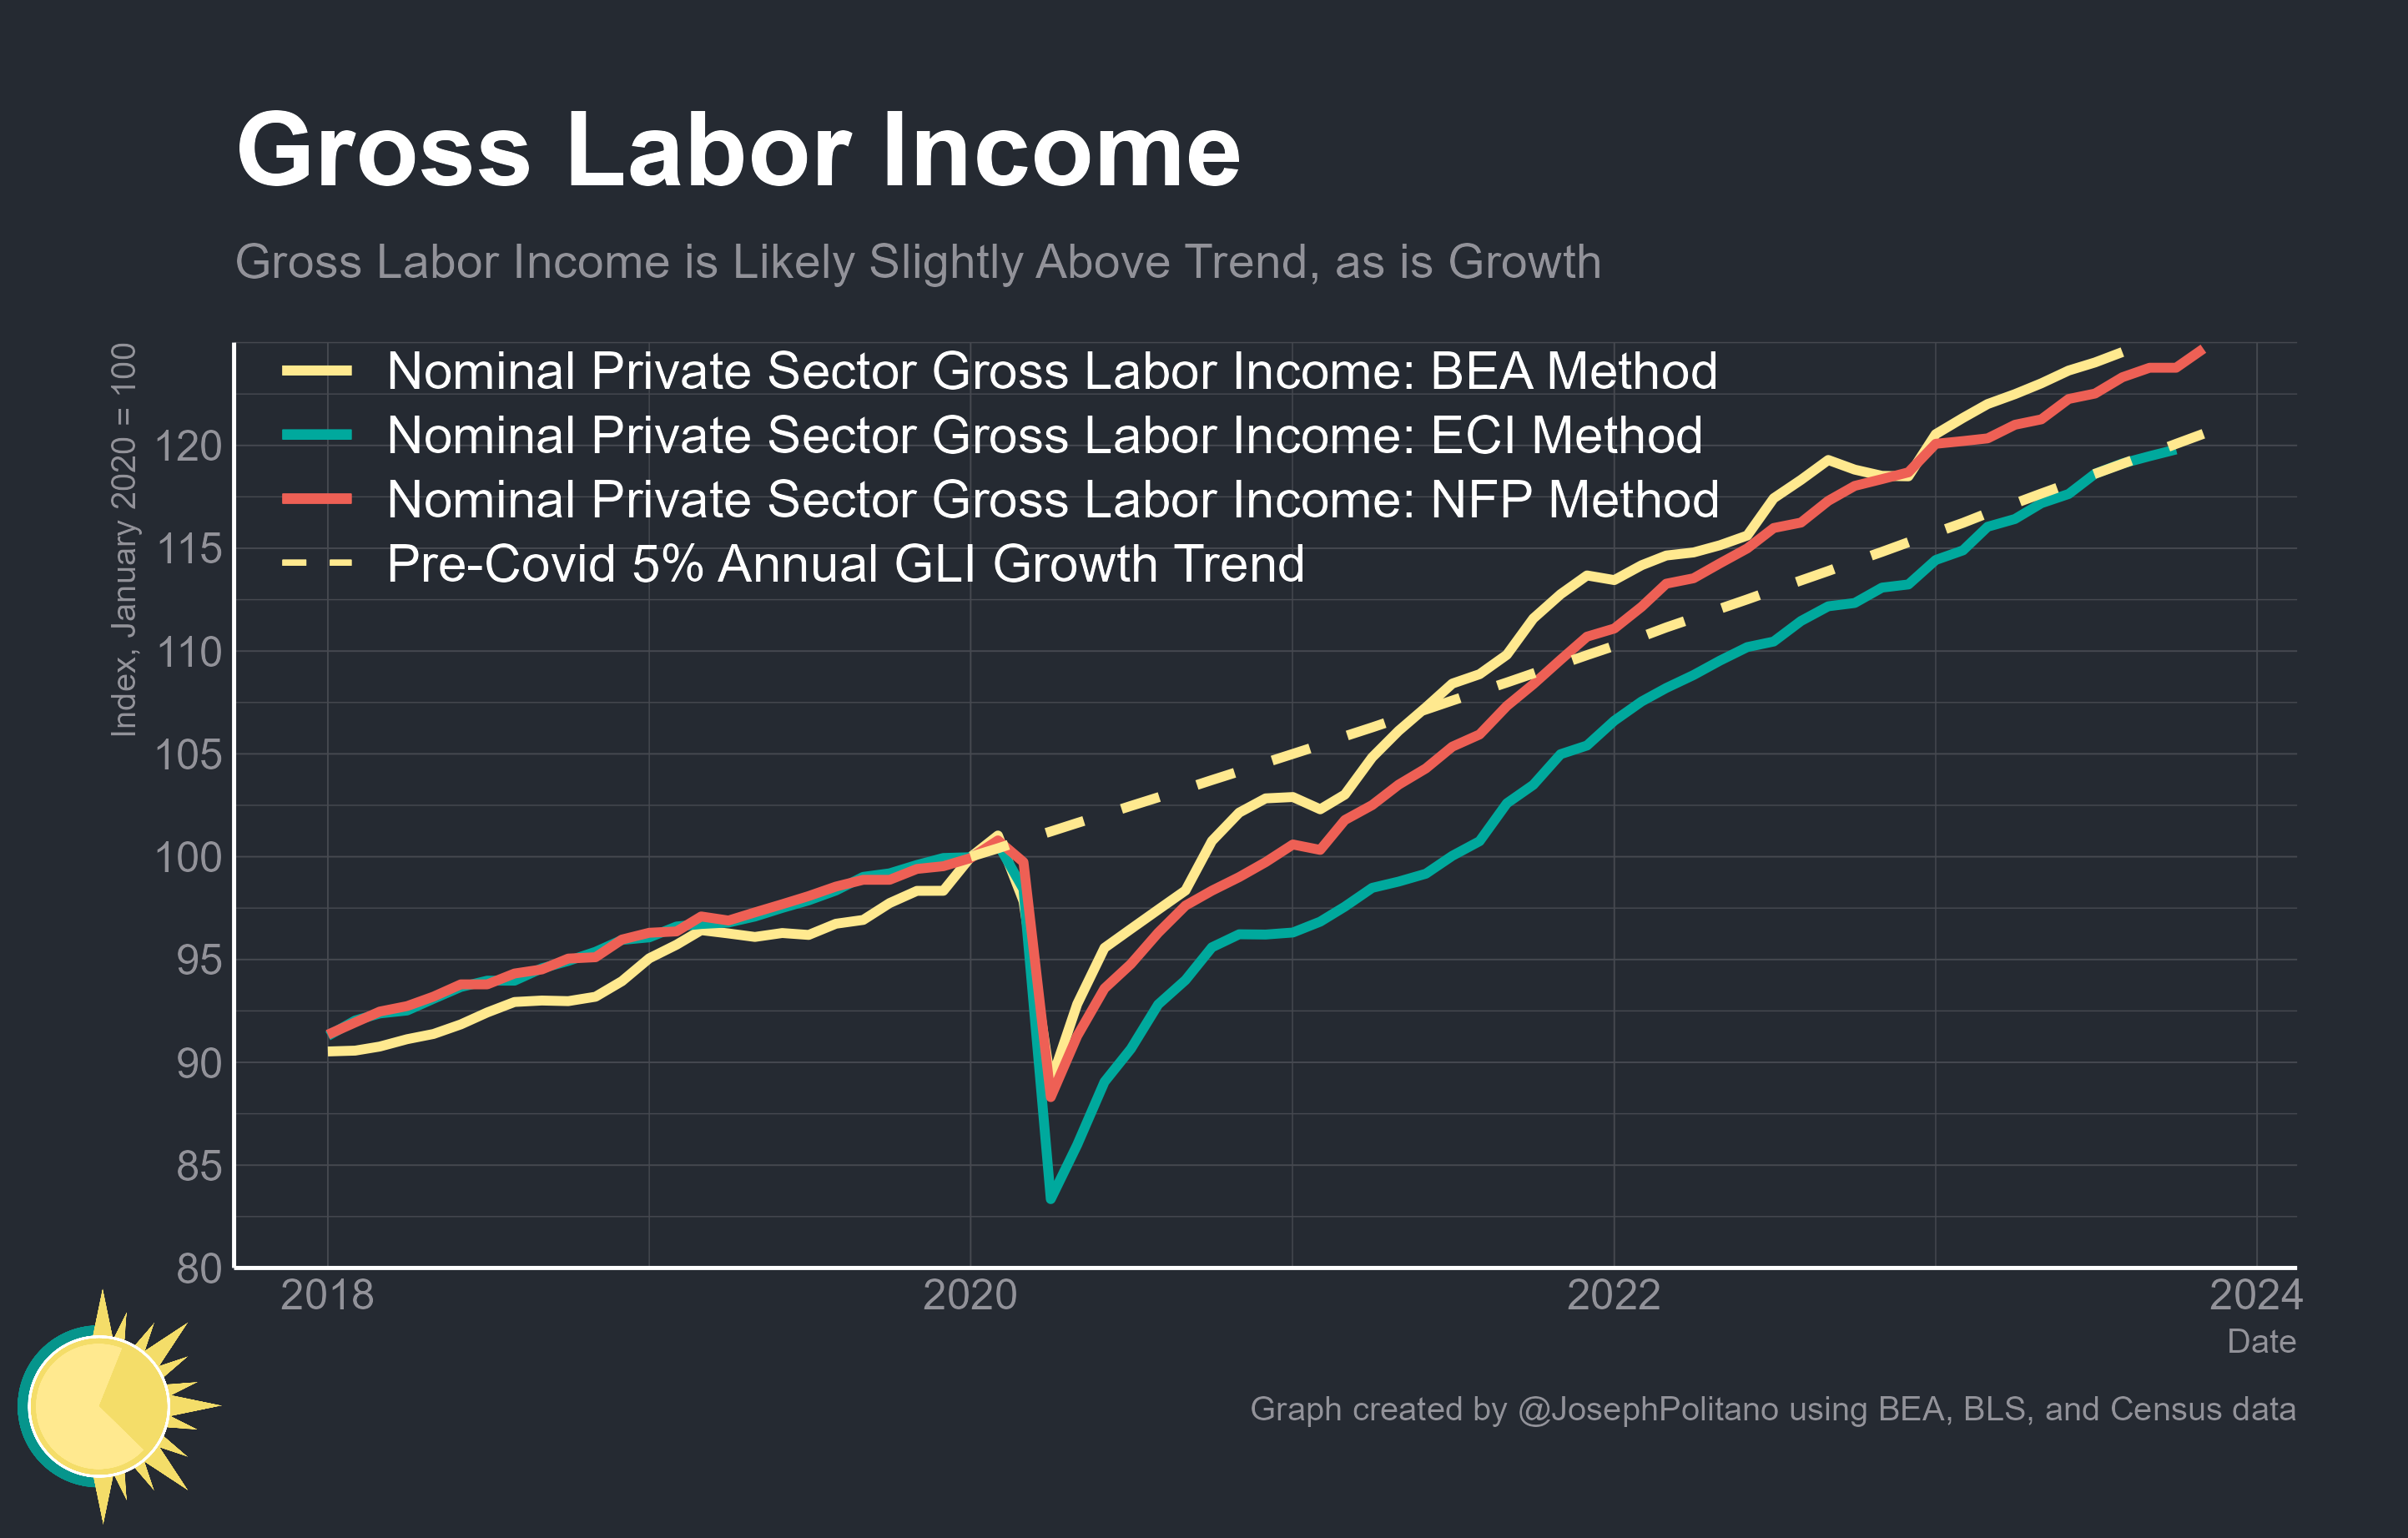 Gross Labor Income
Gross Labor Income is Likely Slightly Above Trend, as is Growth
Index, January 2020 = 100
Nominal Private Sector Gross Labor Income: BEA Method
Nominal Private Sector Gross Labor Income: ECI Method
Nominal Private Sector Gross Labor Income: NFP Method
Pre-Covid 5% Annual GLI Growth Trend
120
115
110
105
100
95
90
85
80
2018
2020
2022
2024
Date
Graph created by @JosephPolitano using BEA, BLS, and Census data